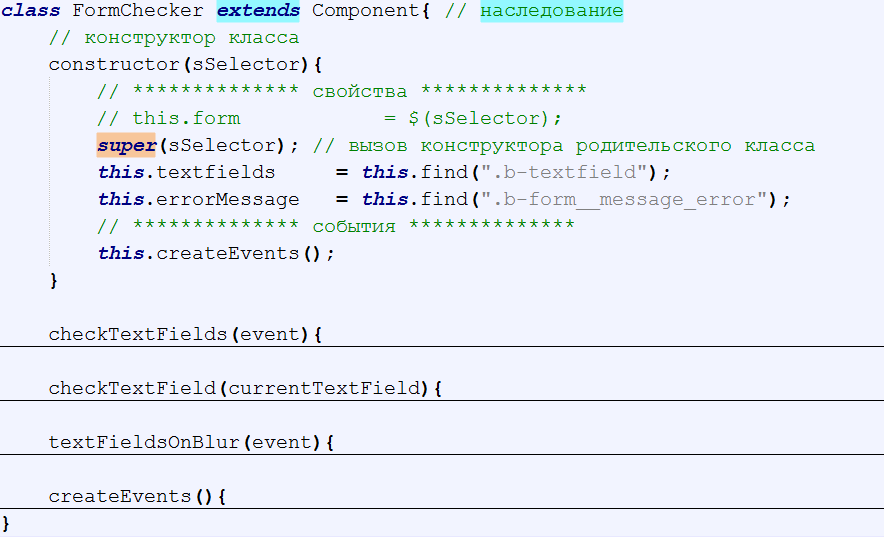 class FormChecker extends Component{ // наследование
    // конструктор класса
    constructor(sSelector){
        // ************** свойства **************
        // this.form            = $(sSelector);
        super(sSelector); // вызов конструктора родительского класса
        this.textfields     = this.find(".b-textfield");
        this.errorMessage   = this.find(".b-form__message_error");
        // ************** события **************
        this.createEvents();
    }
    checkTextFields(event){
    checkTextField(currentTextField){
    textFieldsOnBlur(event){
    createEvents(){
}